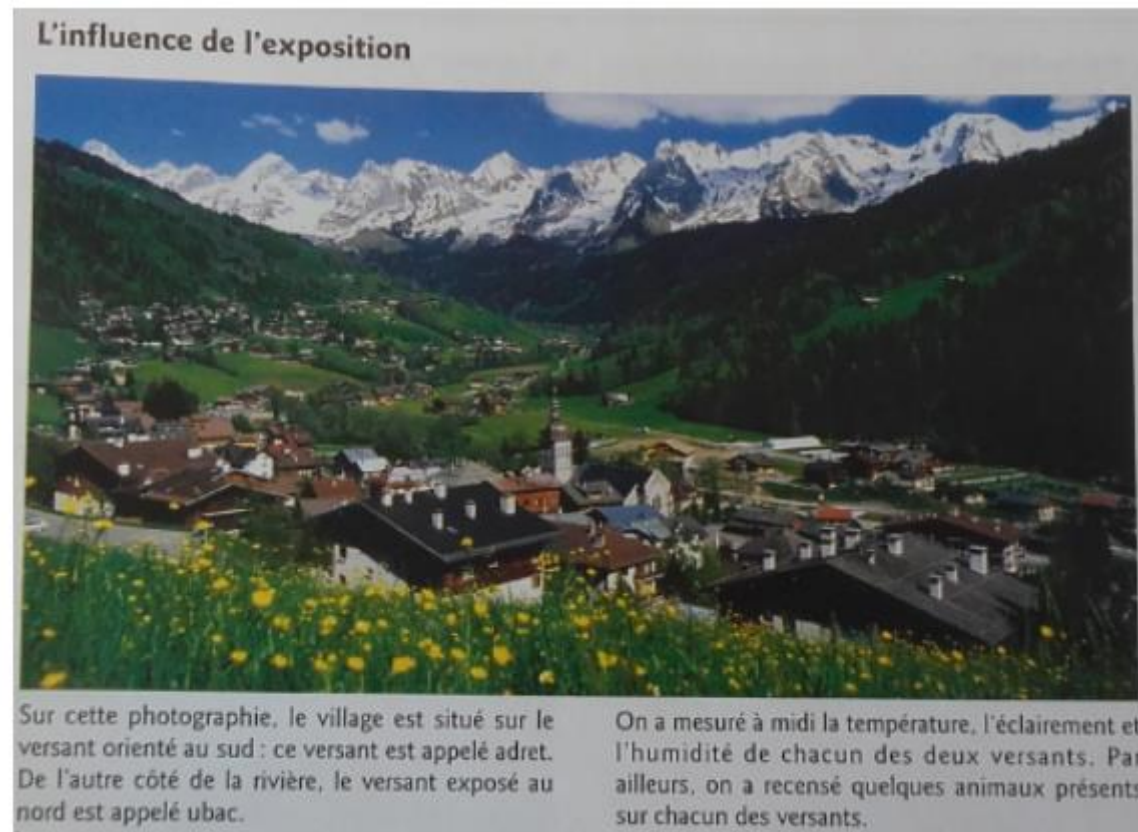 L'influence de l'exposition
Sur cette photographie, le village est situé sur le
versant orienté au sud : ce versant est appelé adret.
De l'autre côté de la rivière, le versant exposé au
nord est appelé ubac.
On a mesuré à midi la température, l'éclairement et
l'humidité de chacun des deux versants. Par
ailleurs, on a recensé quelques animaux présents
sur chacun des versants.